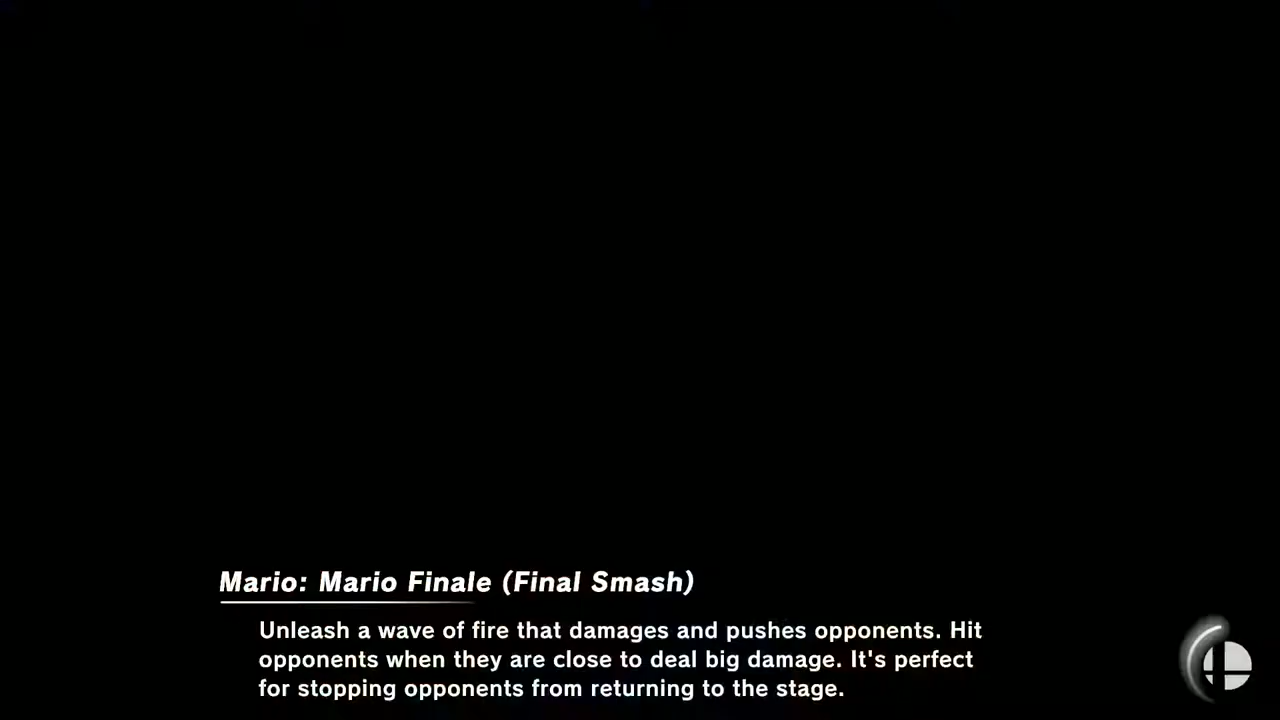 Mario: Mario Finale (Final Smash)
Unleash a wave of fire that damages and pushes opponents. Hit
opponents when they are close to deal big damage. It's perfect
for stopping opponents from returning to the stage.